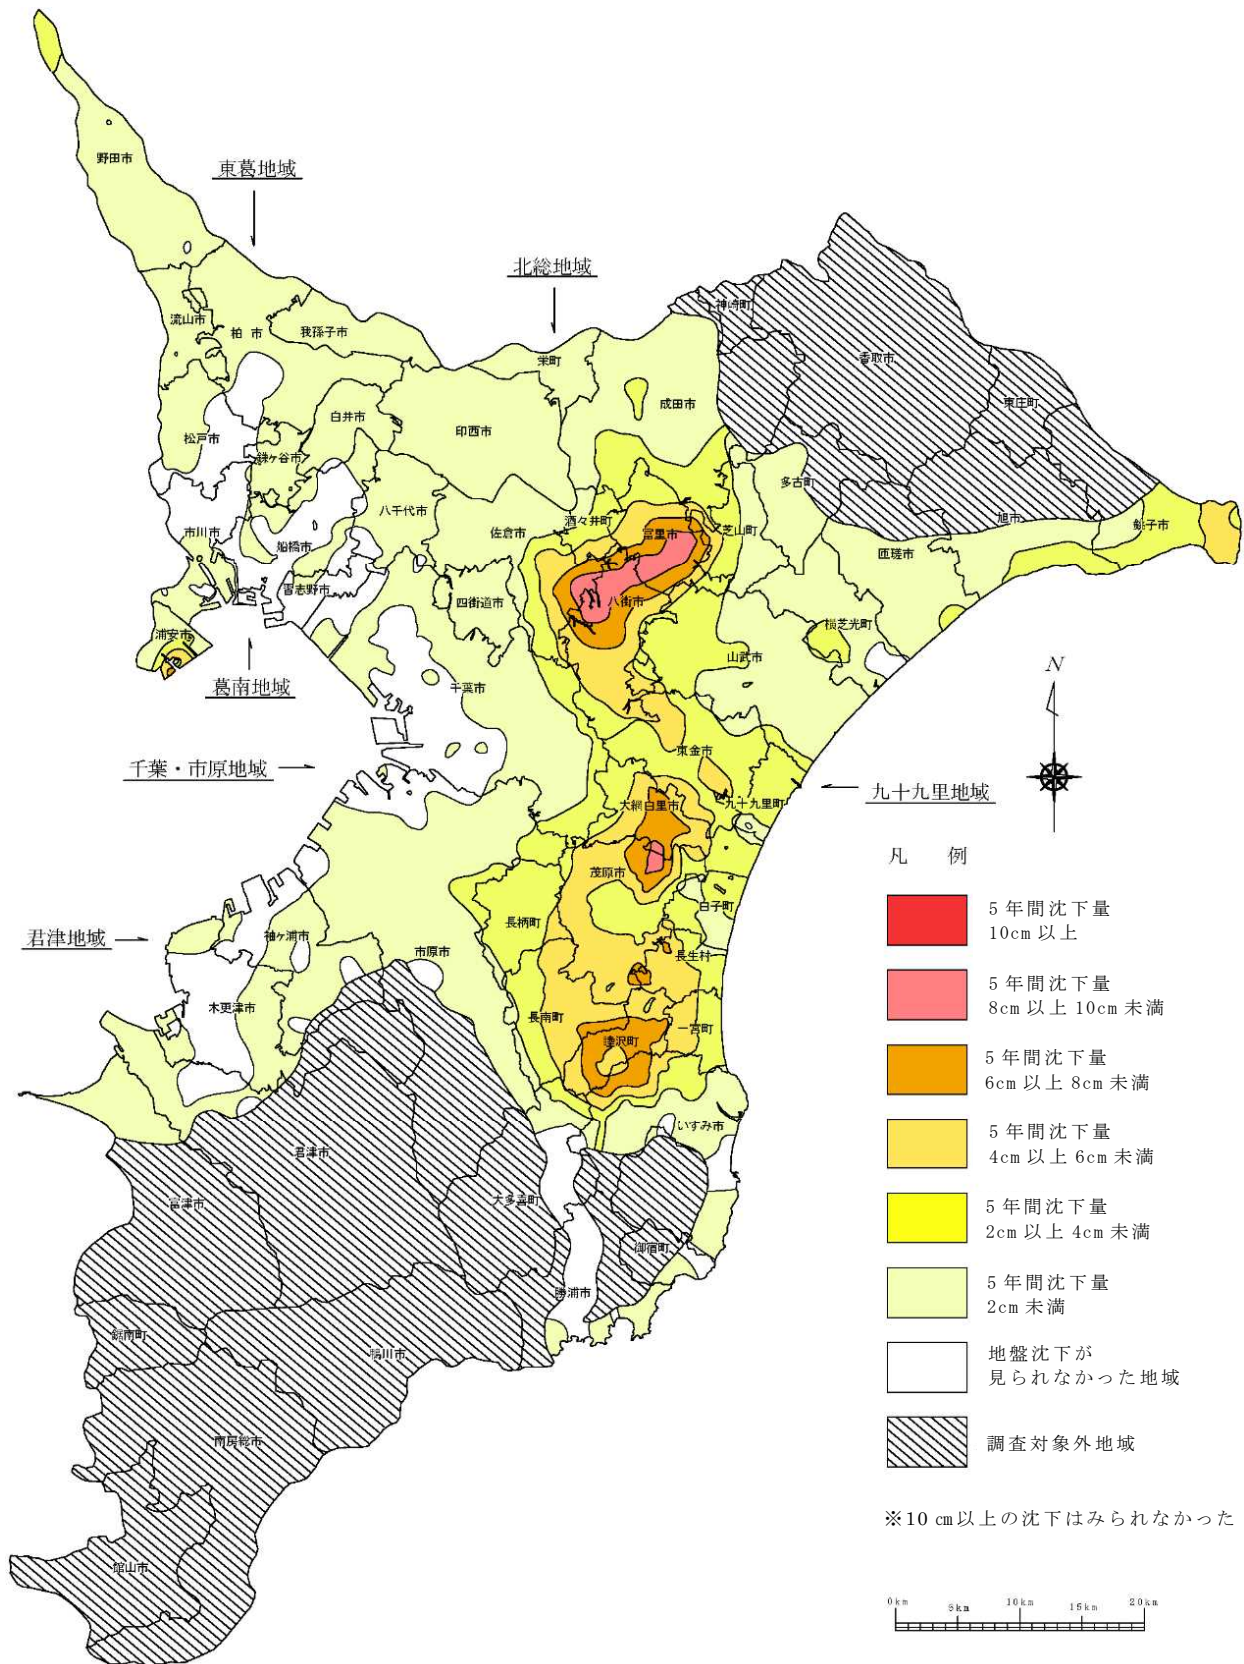 野田市
東葛地域
北総地域
神崎町
流山市
柏 市
我孫子市
栄町
香取市
東庄町
成田市
白井市
印西市
松戸市
鎌ヶ谷市
多古町
八千代市
佐倉市
酒々井町
富里市
芝山町
旭市
銚子市
市川市
船橋市
匝瑳市
習志野市
四街道市
八街市
浦安市
横芝光町
山武市
葛南地域
千葉市
N
東金市
千葉・市原地域
九十九里地域
大網白里市
九十九里町
凡 例
茂原市
白子町
5年間沈下量
10cm以上
長柄町
君津地域
袖ヶ浦市
市原市
長生村
5年間沈下量
8cm以上10cm未満
木更津市
長南町
一宮町
睦沢町
5年間沈下量
6cm以上8cm未満
いすみ市
君津市
5年間沈下量
4cm以上6cm未満
富津市
大多喜町
5年間沈下量
2cm以上4cm未満
御宿町
勝浦市
5年間沈下量
2cm未満
鋸南町
鴨川市
地盤沈下が
見られなかった地域
南房総市
調査対象外地域
※10㎝以上の沈下はみられなかった
館山市
0km 5km 10km 15km 20km